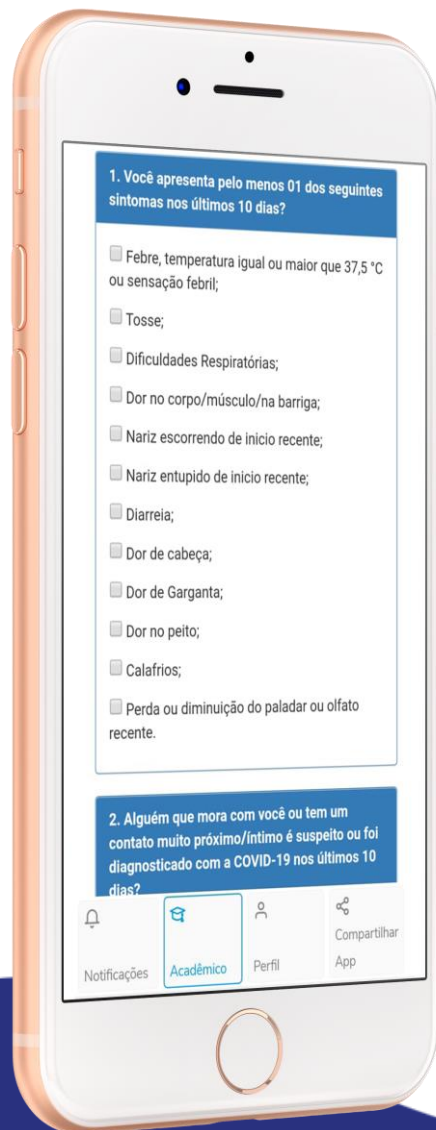 1. Você apresenta pelo menos 01 dos seguintes
sintomas nos últimos 10 dias?
Febre, temperatura igual ou maior que 37,5 °C
ou sensação febril;
Tosse;
Dificuldades Respiratórias;
Dor no corpo/músculo/na barriga;
Nariz escorrendo de inicio recente;
Nariz entupido de inicio recente;
Diarreia;
Dor de cabeça;
Dor de Garganta;
Dor no peito;
Calafrios;
Perda ou diminuição do paladar ou olfato
recente.
2. Alguém que mora com você ou tem um
contato muito próximo/íntimo é suspeito ou foi
diagnosticado com a COVID-19 nos últimos 10
dias?
Notificações
Acadêmico
Perfil
Compartilhar
App